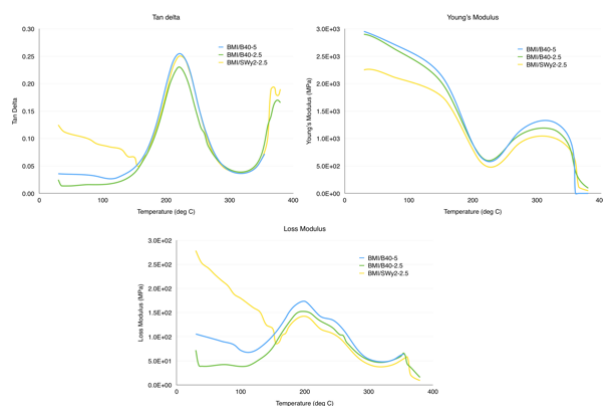 Tan delta
0.30
0.25
0.20
0.15
0.10
0.05
0.00
Tan Delta
BMI/B40-5
BMI/B40-2.5
BMI/SWy2-2.5
0
100
200
300
400
Temperature (deg C)
Young's Modulus
3.0E+03
2.5E+03
2.0E+03
1.5E+03
1.0E+03
5.0E+02
0.0E+00
Young's Modulus (MPa)
BMI/B40-5
BMI/B40-2.5
BMI/SWy2-2.5
0
100
200
300
400
Temperature (deg C)
Loss Modulus
3.0E+02
2.5E+02
2.0E+02
1.5E+02
1.0E+02
5.0E+01
0.0E+00
Loss Modulus (MPa)
BMI/B40-5
BMI/B40-2.5
BMI/SWy2-2.5
0
100
200
300
400
Temperature (deg C)